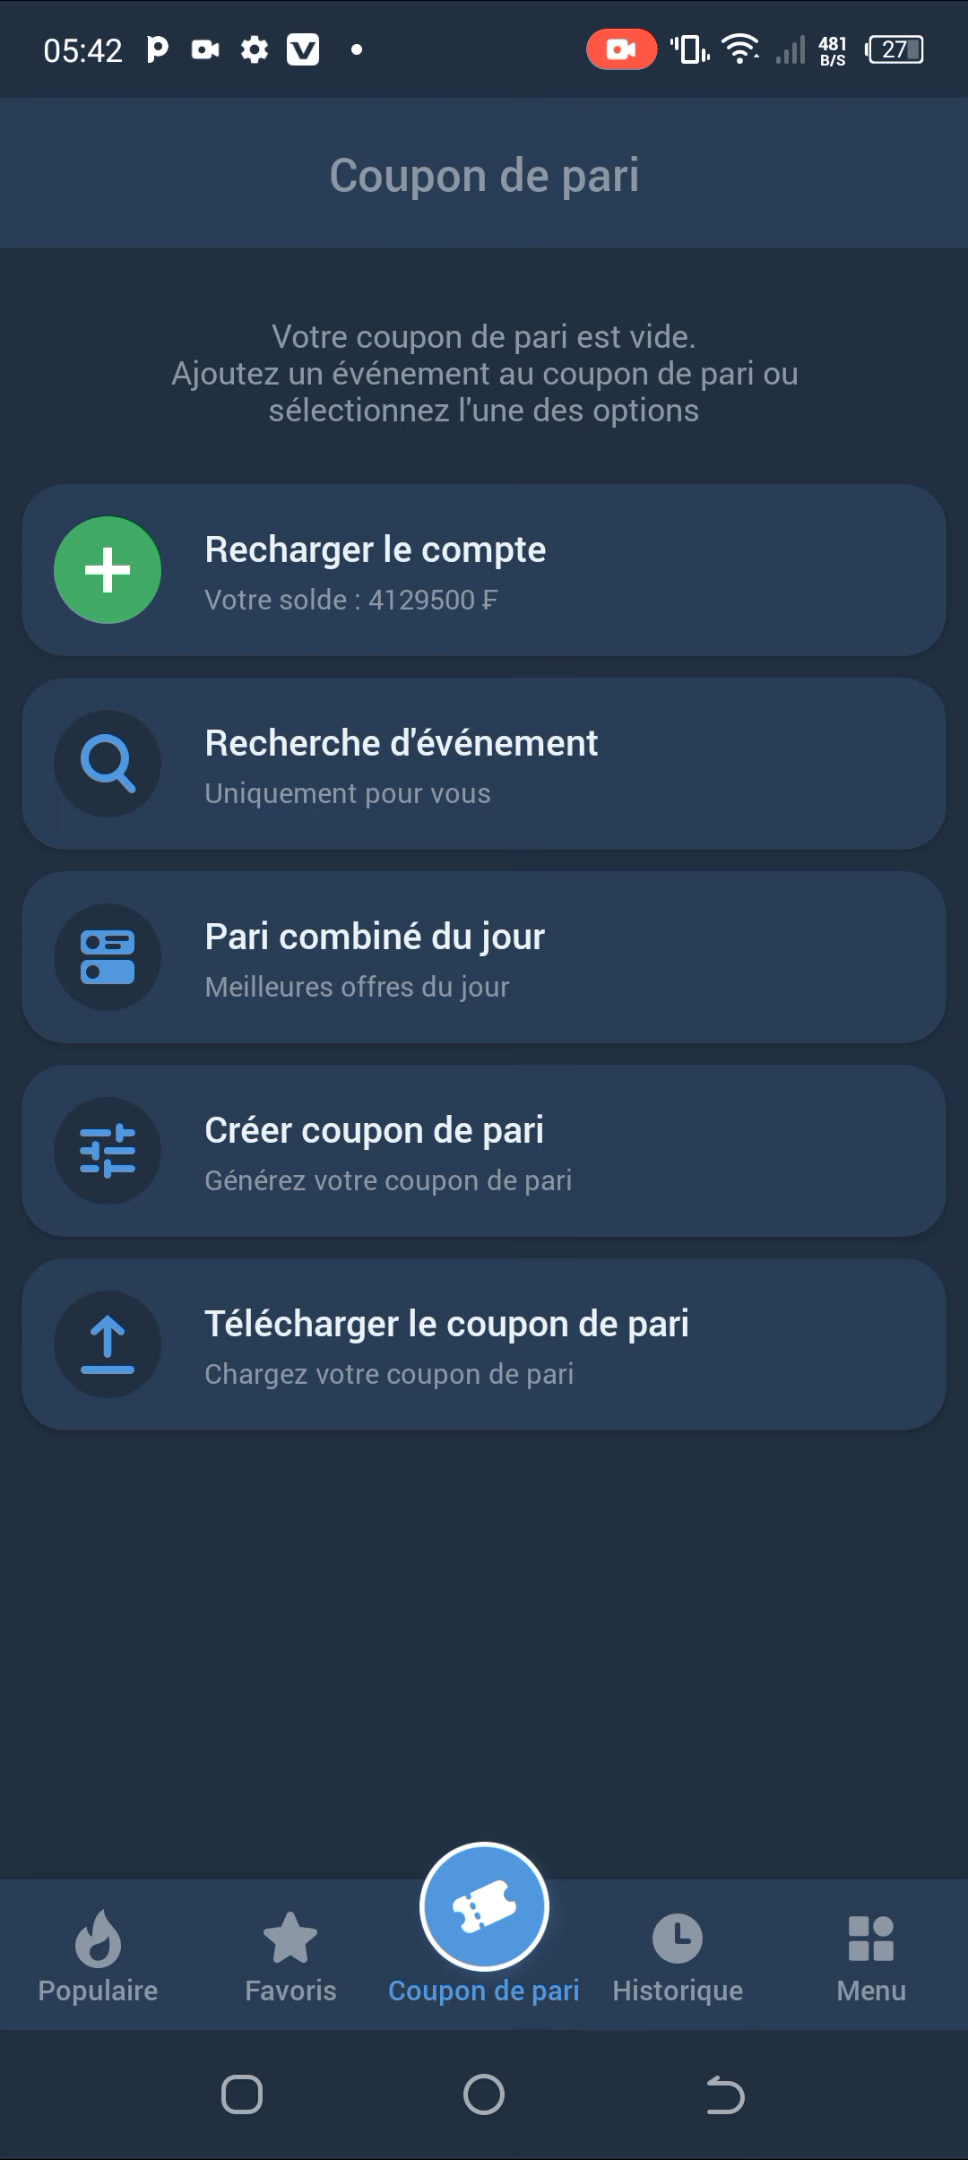 05:42
481
B/S
27
Coupon de pari
Votre coupon de pari est vide.
Ajoutez un événement au coupon de pari ou
sélectionnez l'une des options
Recharger le compte
Votre solde : 4129500 ₣
Recherche d'événement
Uniquement pour vous
Pari combiné du jour
Meilleures offres du jour
Créer coupon de pari
Générez votre coupon de pari
Télécharger le coupon de pari
Chargez votre coupon de pari
Populaire
Favoris
Coupon de pari
Historique
Menu